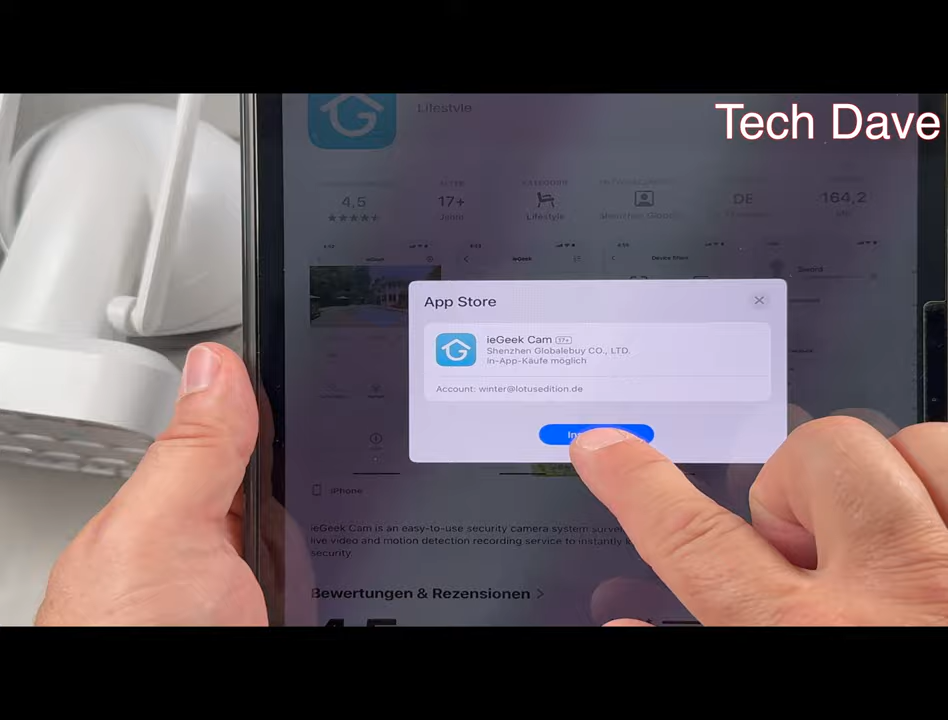 Tech Dave
Lifestyle
4,5
17+
Lifestyle
DE
164,2
ieGeek
App Store
ieGeek Cam 17+
Shenzhen Globalebuy CO., LTD.
In-App-Käufe möglich
Account: winter@lotusedition.de
iPhone
ieGeek Cam is an easy-to-use security camera system
live video and motion detection recording service to instantly
security.
Bewertungen & Rezensionen